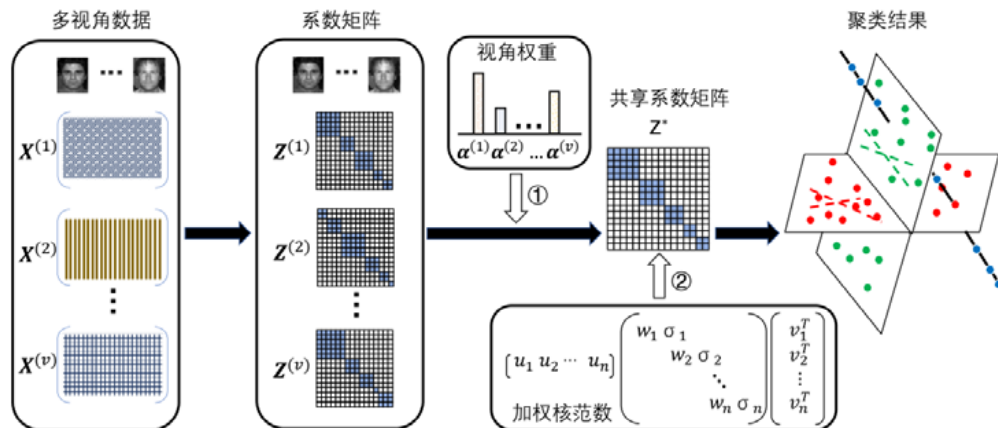 多视角数据
系数矩阵
聚类结果
视角权重
α(1) α(2) … α(v)
共享系数矩阵
Z*
①
X(1)
Z(1)
X(2)
Z(2)
②
X(v)
Z(v)
[u1 u2 ⋯ un]
w1 σ1
w2 σ2
⋱
wn σn
v1T
v2T
⋮
vnT
加权核范数